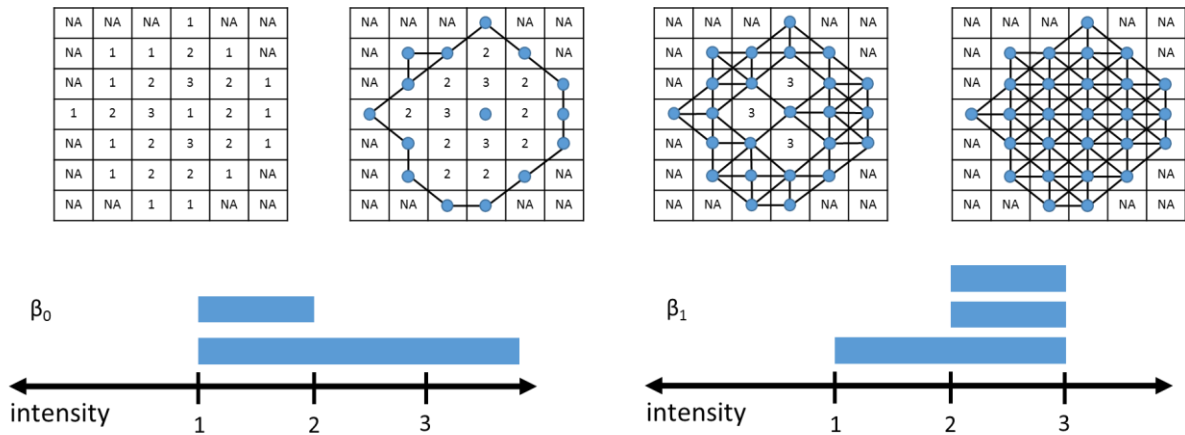 NA NA NA 1 NA NA
NA 1 1 2 1 NA
NA 1 2 3 2 1
1 2 3 1 2 1
NA 1 2 3 2 1
NA 1 2 2 1 NA
NA NA 1 1 NA NA
NA NA NA NA NA
NA 2 NA
NA 2 3 2
2 3 2
NA 2 3 2
NA 2 2 NA
NA NA NA NA
NA NA NA NA NA
NA NA
NA 3
3
NA 3
NA NA
NA NA NA NA
NA NA NA NA NA
NA NA
NA
NA
NA NA
NA NA NA NA
β₀
intensity 1 2 3
β₁
intensity 1 2 3